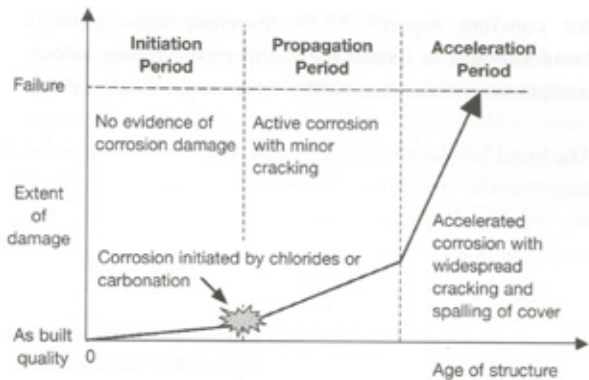 Initiation
Period
Propagation
Period
Acceleration
Period
Failure
No evidence of
corrosion damage
Active corrosion
with minor
cracking
Extent
of
damage
Corrosion initiated by chlorides or
carbonation
Accelerated
corrosion with
widespread
cracking and
spalling of cover
As built
quality
0
Age of structure